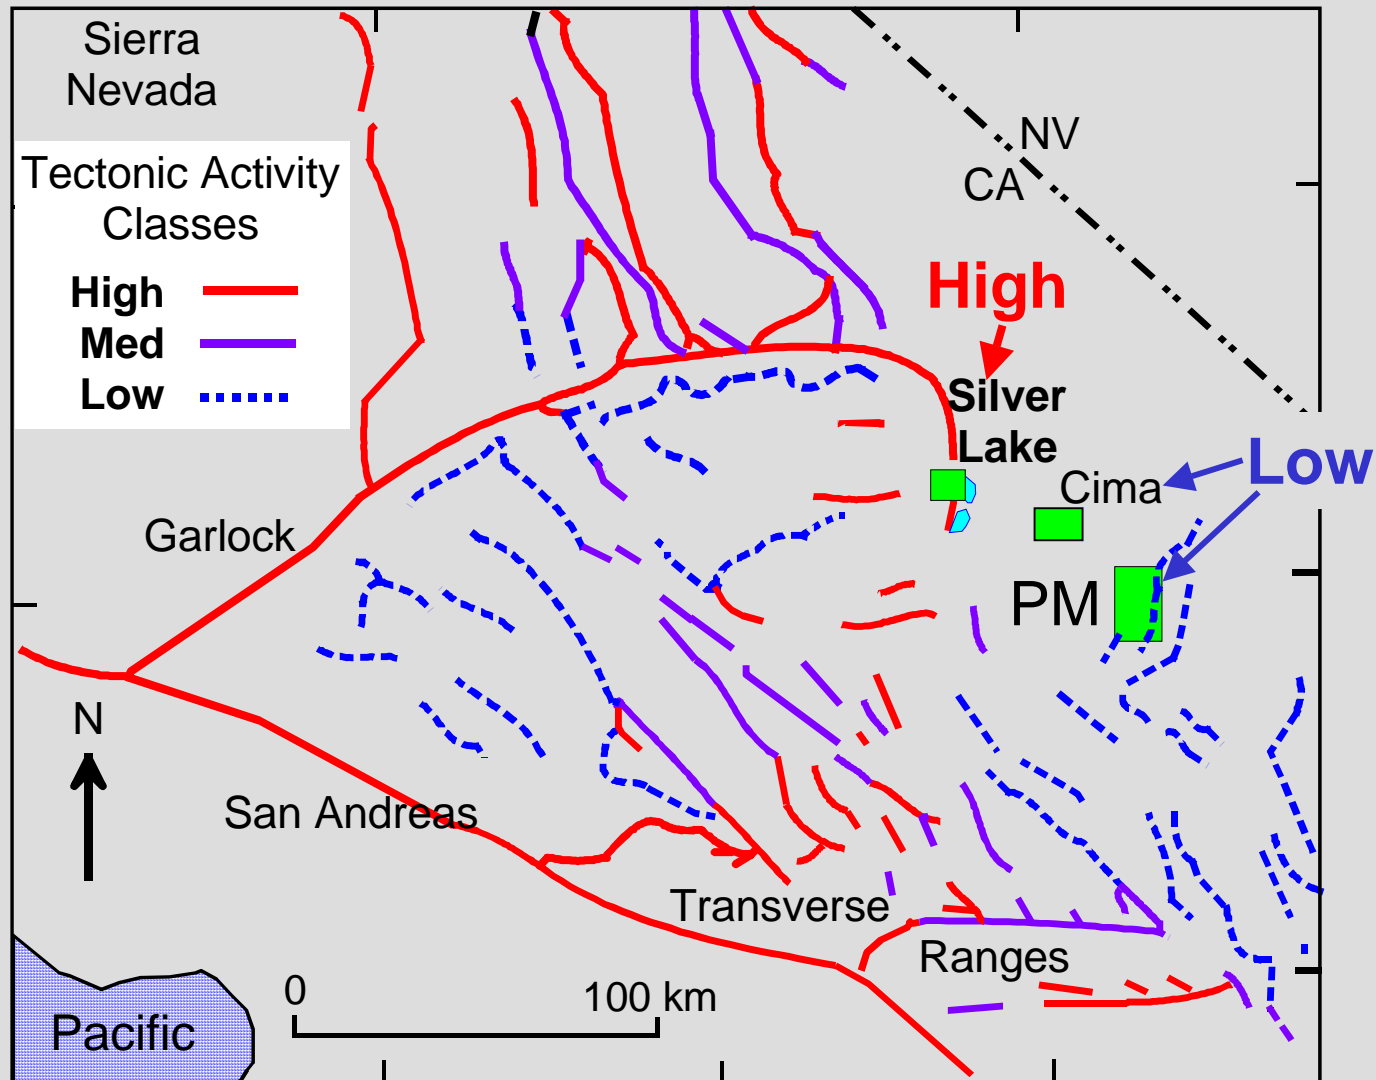 Sierra
Nevada
Tectonic Activity
Classes
High
Med
Low
NV
CA
High
Silver
Lake
Low
Cima
Garlock
PM
N
San Andreas
Transverse
Ranges
0
100 km
Pacific